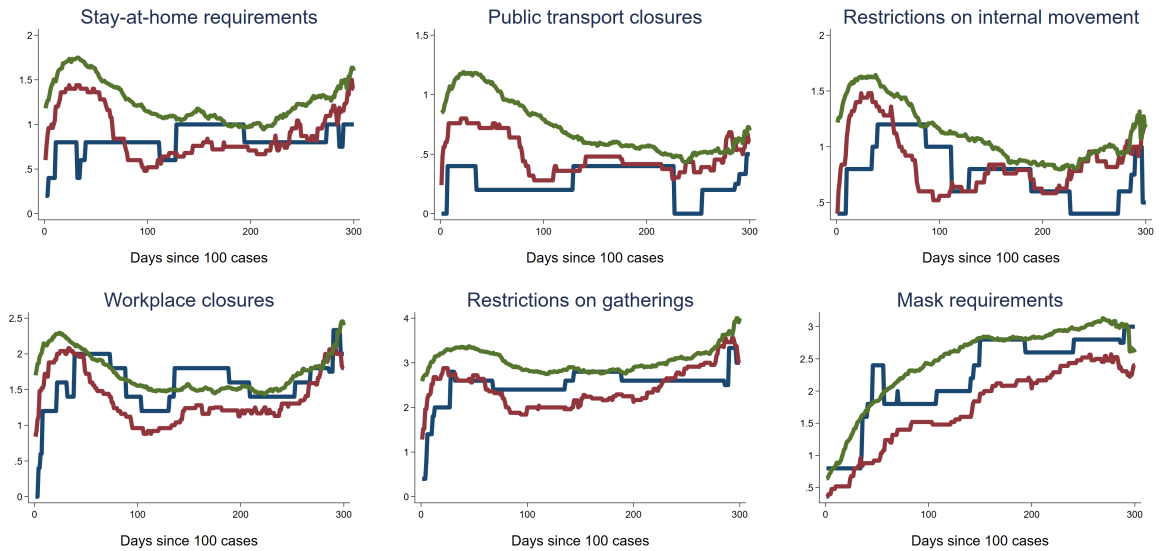 Stay-at-home requirements
2
1.5
1
.5
0
0 100 200 300
Days since 100 cases
Public transport closures
1.5
1
.5
0
0 100 200 300
Days since 100 cases
Restrictions on internal movement
2
1.5
1
.5
0 100 200 300
Days since 100 cases
Workplace closures
2.5
2
1.5
1
.5
0
0 100 200 300
Days since 100 cases
Restrictions on gatherings
4
3
2
1
0
0 100 200 300
Days since 100 cases
Mask requirements
3
2.5
2
1.5
1
.5
0 100 200 300
Days since 100 cases